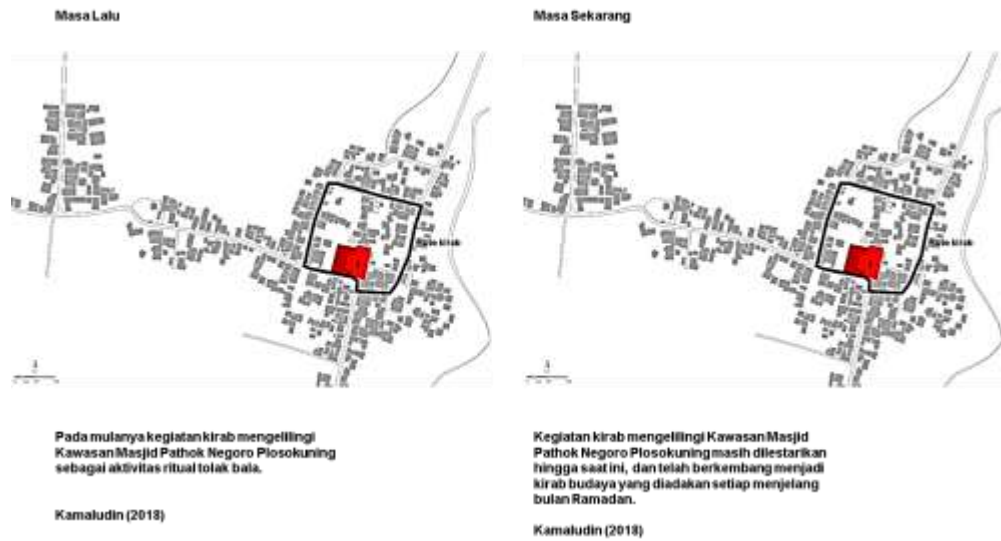 Masa Lalu
Masa Sekarang
Rute kirab
Rute kirab
Pada mulanya kegiatan kirab mengelilingi
Kawasan Masjid Pathok Negoro Plosokuning
sebagai aktivitas ritual tolak bala.
Kamaludin (2018)
Kegiatan kirab mengelilingi Kawasan Masjid
Pathok Negoro Plosokuning masih dilestarikan
hingga saat ini, dan telah berkembang menjadi
kirab budaya yang diadakan setiap menjelang
bulan Ramadan.
Kamaludin (2018)